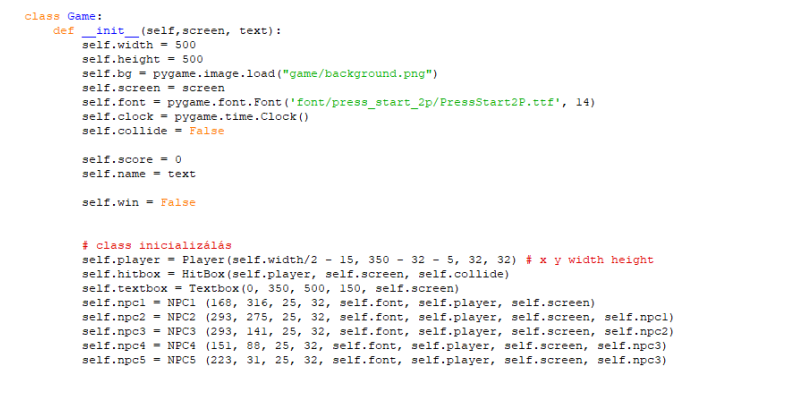 class Game:
def __init__(self,screen, text):
self.width = 500
self.height = 500
self.bg = pygame.image.load("game/background.png")
self.screen = screen
self.font = pygame.font.Font('font/press_start_2p/PressStart2P.ttf', 14)
self.clock = pygame.time.Clock()
self.collide = False
self.score = 0
self.name = text
self.win = False
# class inicializálás
self.player = Player(self.width/2 - 15, 350 - 32 - 5, 32, 32) # x y width height
self.hitbox = HitBox(self.player, self.screen, self.collide)
self.textbox = Textbox(0, 350, 500, 150, self.screen)
self.npc1 = NPC1 (168, 316, 25, 32, self.font, self.player, self.screen)
self.npc2 = NPC2 (293, 275, 25, 32, self.font, self.player, self.screen, self.npc1)
self.npc3 = NPC3 (293, 141, 25, 32, self.font, self.player, self.screen, self.npc2)
self.npc4 = NPC4 (151, 88, 25, 32, self.font, self.player, self.screen, self.npc3)
self.npc5 = NPC5 (223, 31, 25, 32, self.font, self.player, self.screen, self.npc3)